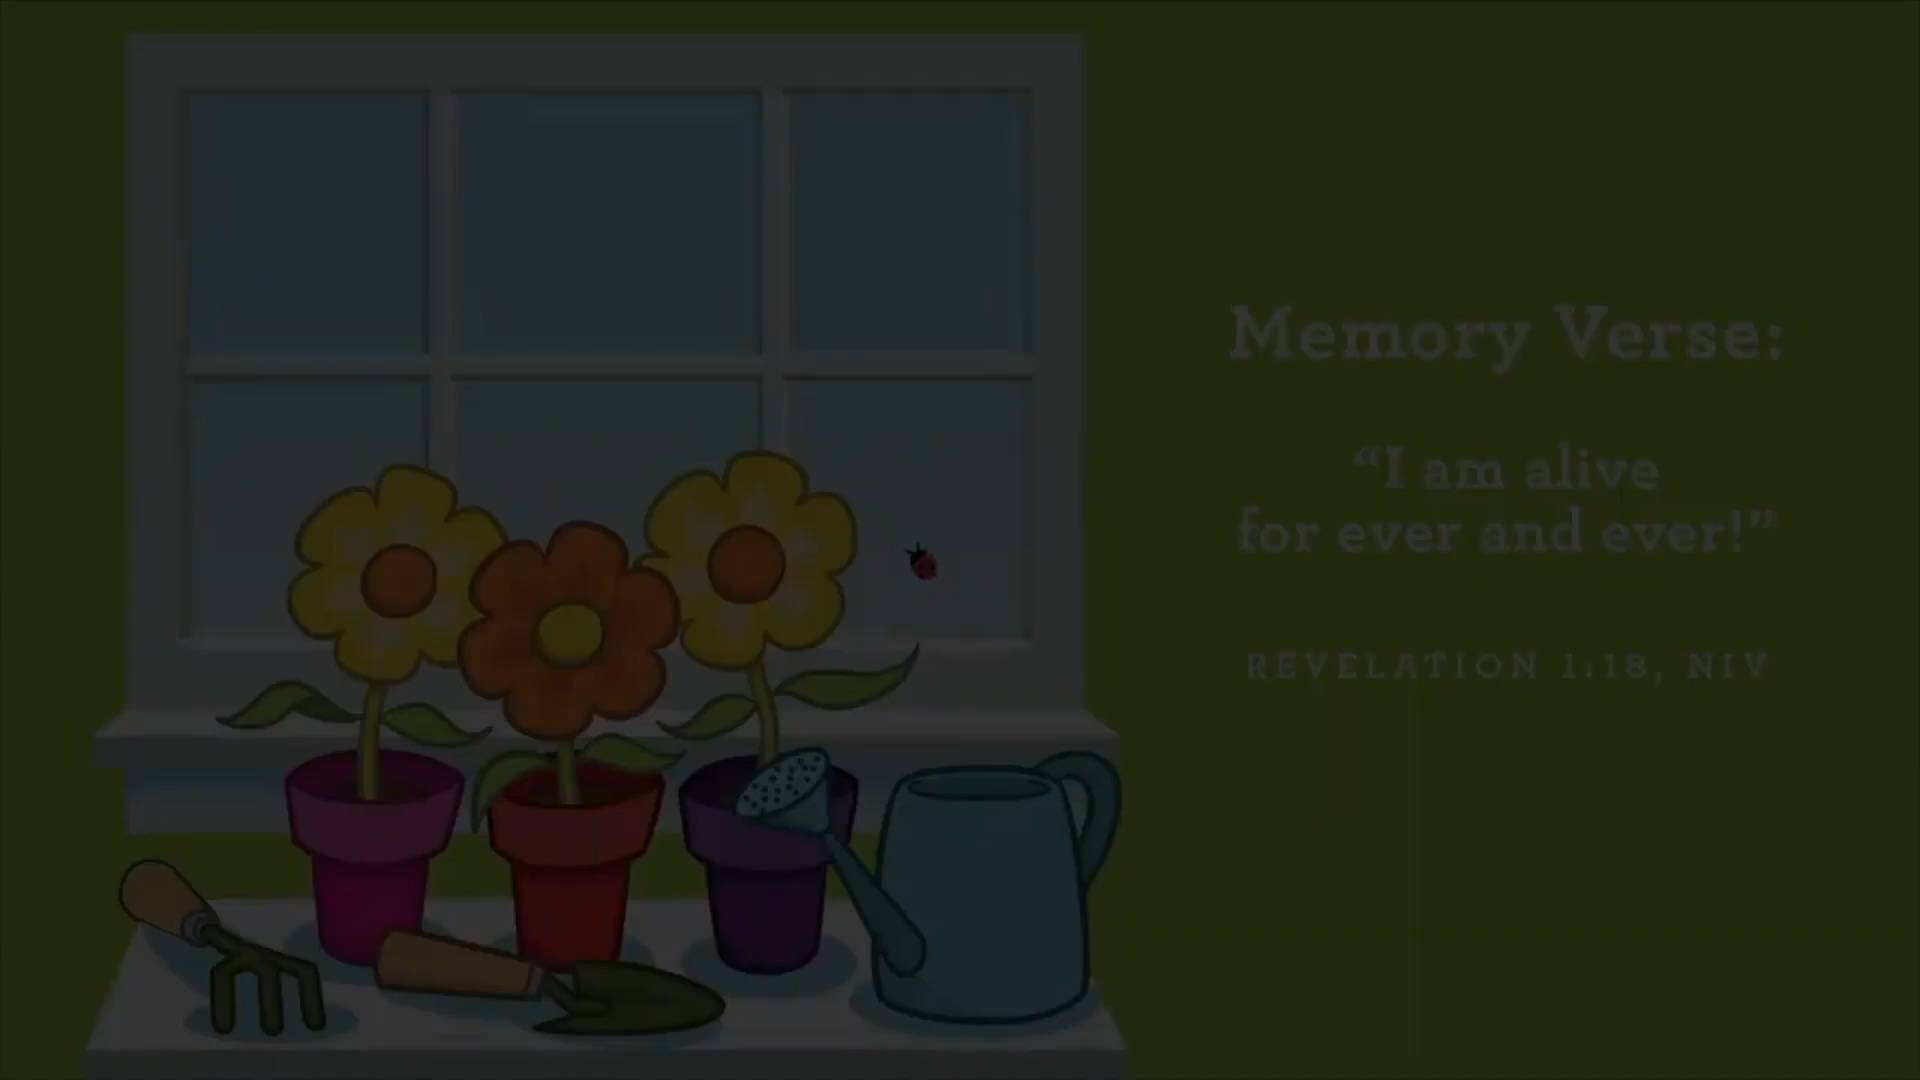 Memory Verse:
“I am alive
for ever and ever!”
REVELATION 1:18, NIV